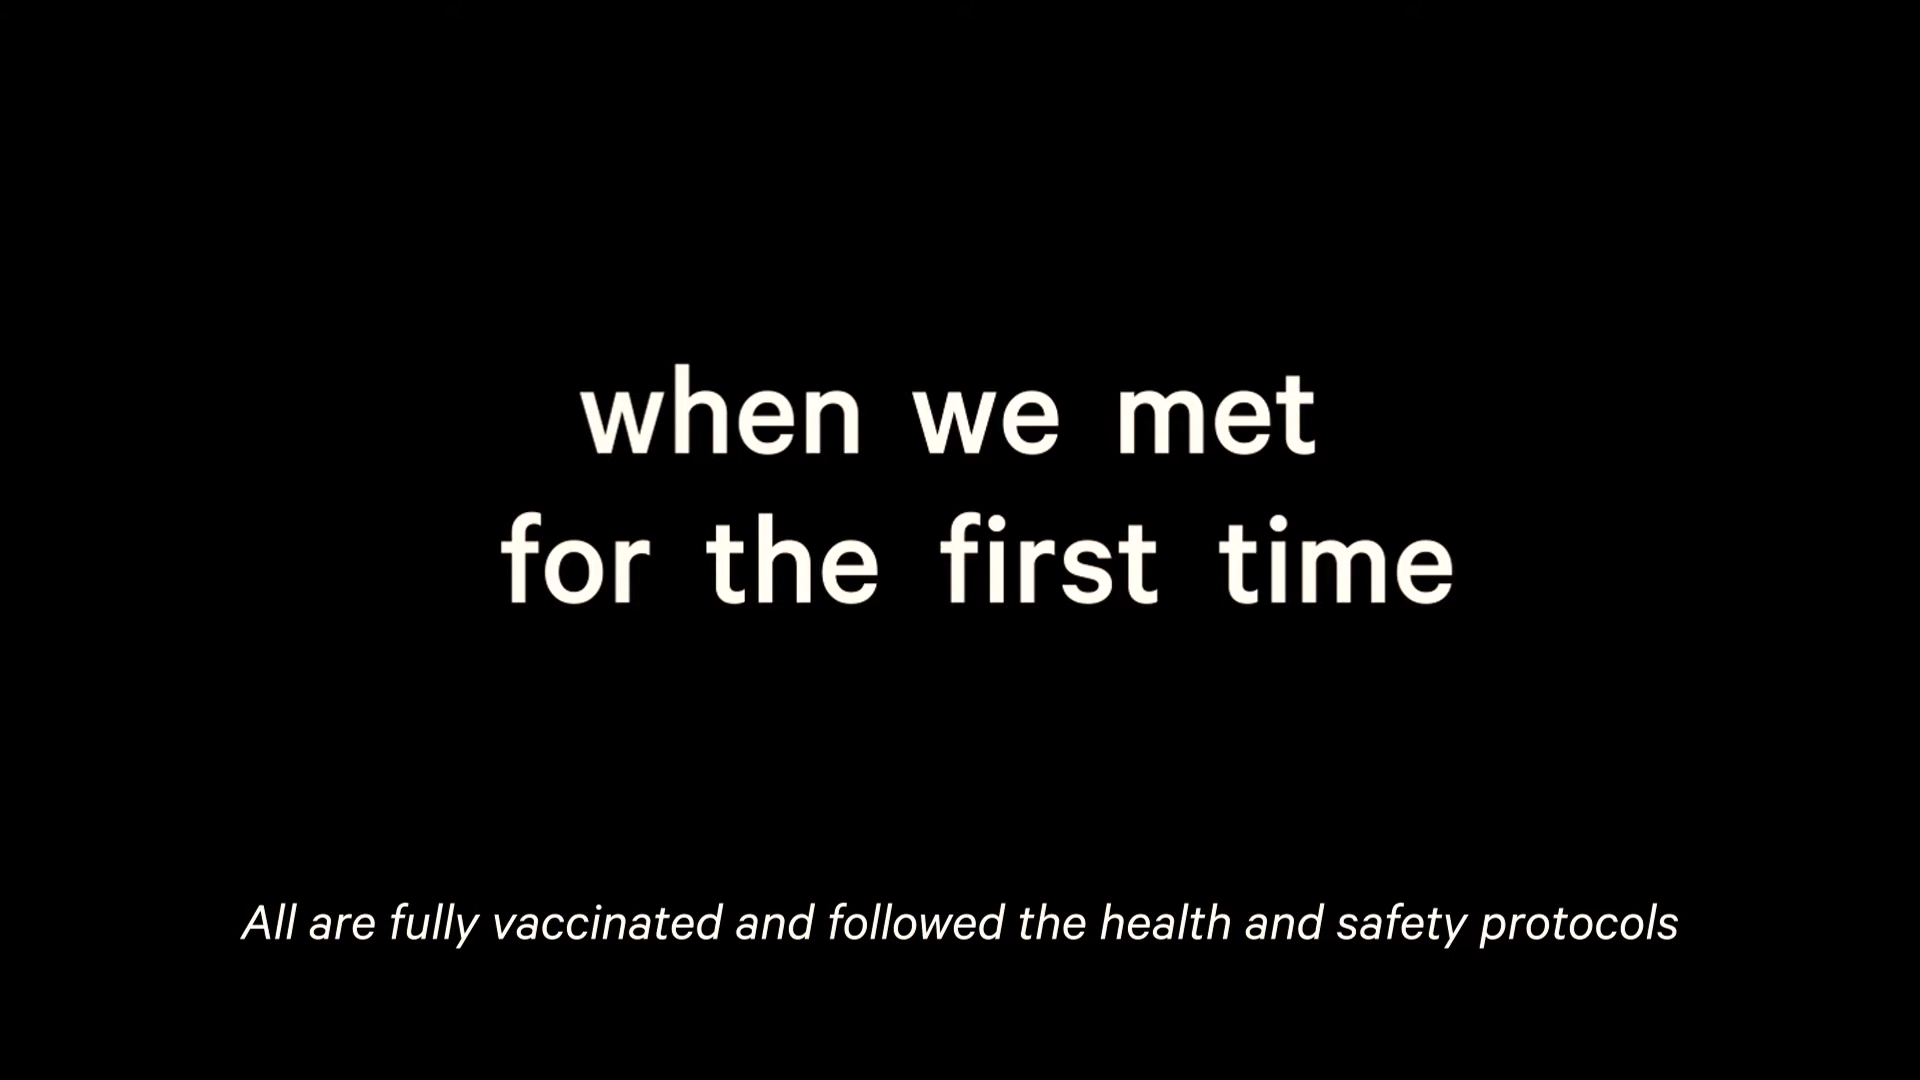 when we met
for the first time
All are fully vaccinated and followed the health and safety protocols